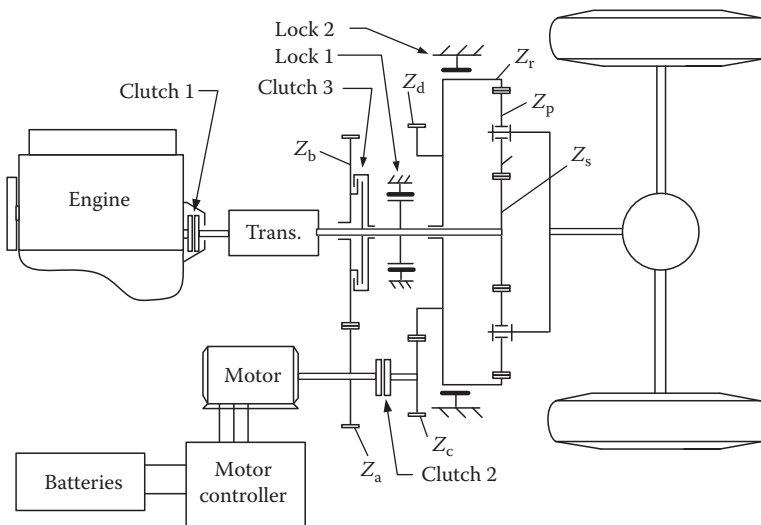 Lock 2
Lock 1
Clutch 1
Clutch 3
Z_d
Z_r
Z_p
Z_b
Z_s
Engine
Trans.
Motor
Z_a
Z_c
Clutch 2
Batteries
Motor
controller